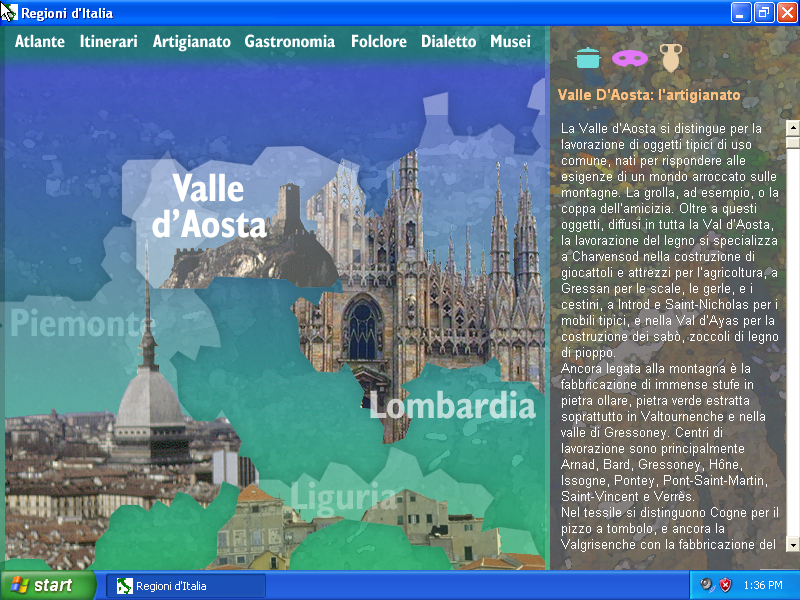 Regioni d'Italia
Atlante Itinerari Artigianato Gastronomia Folclore Dialetto Musei
Valle D'Aosta: l'artigianato
La Valle d'Aosta si distingue per la
lavorazione di oggetti tipici di uso
comune, nati per rispondere alle
esigenze di un mondo arroccato sulle
montagne. La grolla, ad esempio, o la
coppa dell'amicizia. Oltre a questi
oggetti, diffusi in tutta la Val d'Aosta,
la lavorazione del legno si specializza
a Charvensod nella costruzione di
giocattoli e attrezzi per l'agricoltura, a
Gressan per le scale, le gerle, e i
cestini, a Introd e Saint-Nicholas per i
mobili tipici, e nella Val d'Ayas per la
costruzione dei sabò, zoccoli di legno
di pioppo.
Ancora legata alla montagna è la
fabbricazione di immense stufe in
pietra ollare, pietra verde estratta
soprattutto in Valtournenche e nella
valle di Gressoney. Centri di
lavorazione sono principalmente
Arnad, Bard, Gressoney, Hône,
Issogne, Pontey, Pont-Saint-Martin,
Saint-Vincent e Verrès.
Nel tessile si distinguono Cogne per il
pizzo a tombolo, e ancora la
Valgrisenche con la fabbricazione del
Valle
d'Aosta
Piemonte
Lombardia
Liguria
start
Regioni d'Italia
1:36 PM